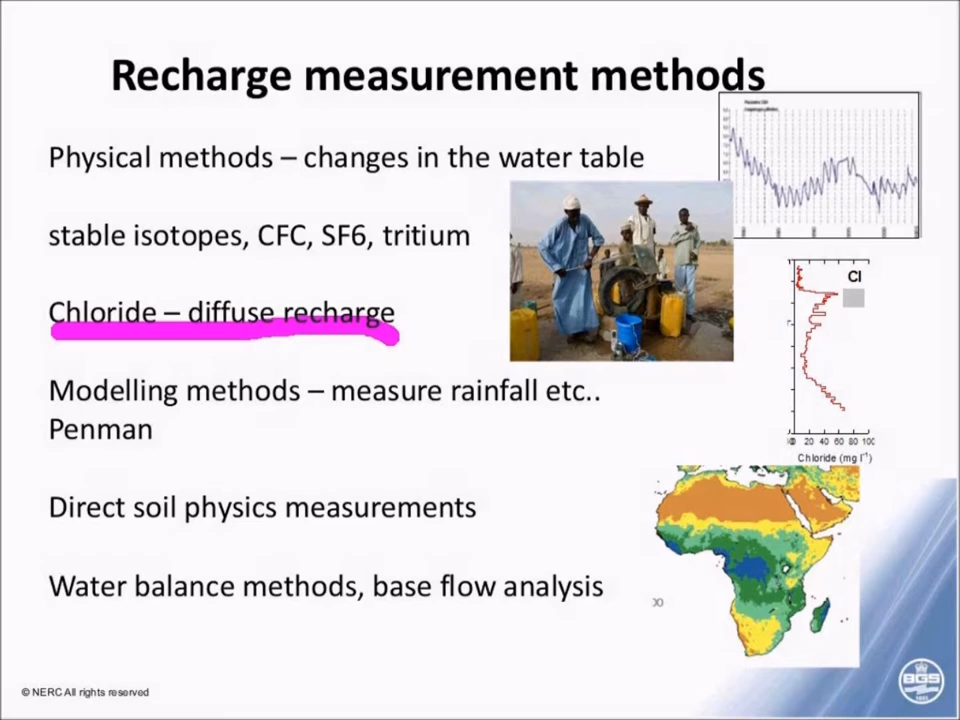 Recharge measurement methods
Physical methods – changes in the water table
stable isotopes, CFC, SF6, tritium
Chloride – diffuse recharge
Modelling methods – measure rainfall etc..
Penman
Direct soil physics measurements
Water balance methods, base flow analysis
Cl
20 40 60 80
Chloride (mg l⁻¹)
© NERC All rights reserved
BGS